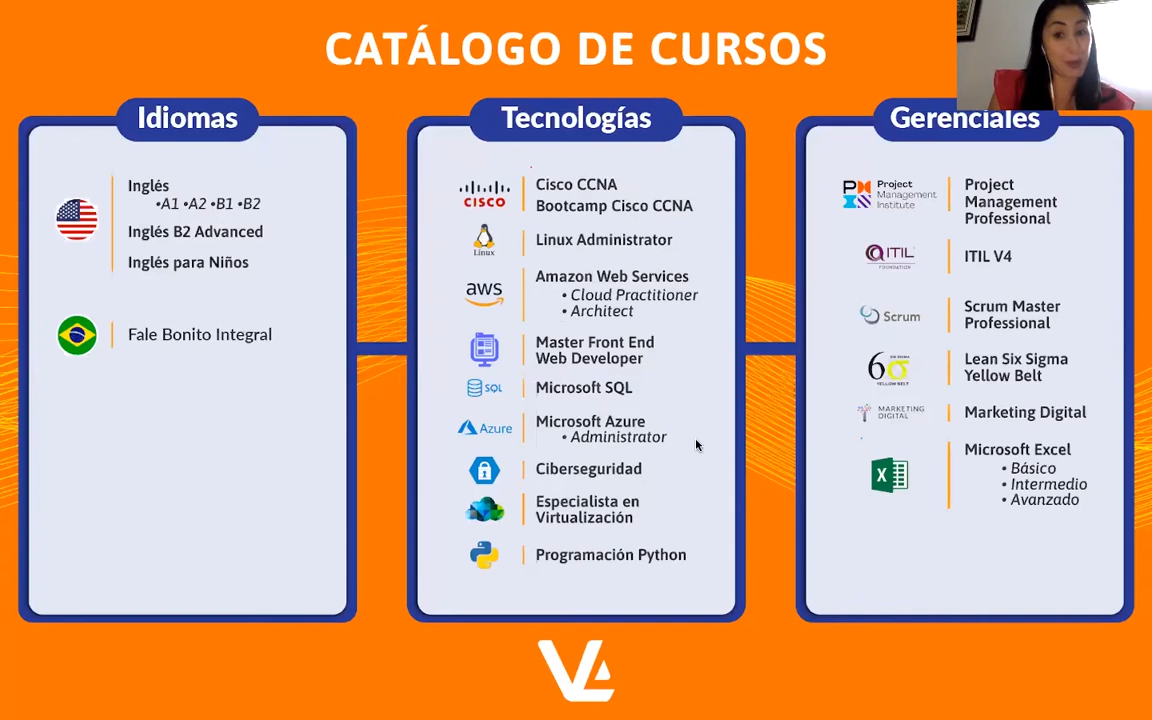 CATÁLOGO DE CURSOS
Idiomas
Inglés
•A1 •A2 •B1 •B2
Inglés B2 Advanced
Inglés para Niños
Fale Bonito Integral
Tecnologías
CISCO
Cisco CCNA
Bootcamp Cisco CCNA
Linux
Linux Administrator
aws
Amazon Web Services
• Cloud Practitioner
• Architect
Master Front End
Web Developer
SQL
Microsoft SQL
Azure
Microsoft Azure
• Administrator
Ciberseguridad
Especialista en
Virtualización
Programación Python
Gerenciales
Project
Management
Institute
Project
Management
Professional
ITIL
FOUNDATION
ITIL V4
Scrum
Scrum Master
Professional
SIX SIGMA
6σ
YELLOW BELT
Lean Six Sigma
Yellow Belt
MARKETING
DIGITAL
Marketing Digital
X
Microsoft Excel
• Básico
• Intermedio
• Avanzado